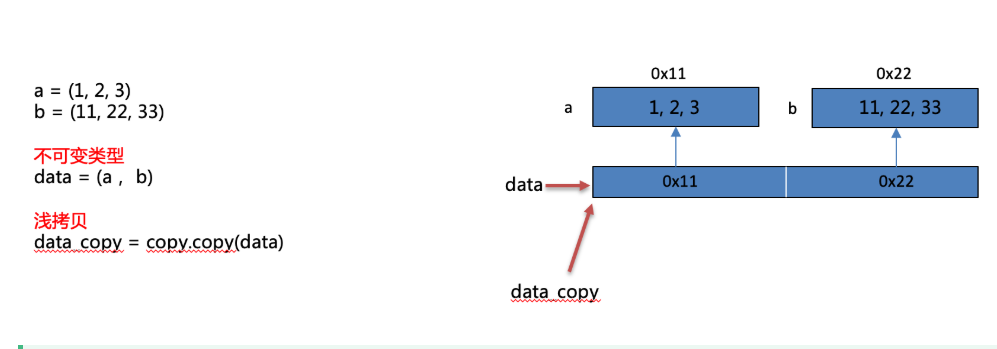 a = (1, 2, 3)
b = (11, 22, 33)
不可变类型
data = (a ，b)
浅拷贝
data_copy = copy.copy(data)
0x11
0x22
a
1, 2, 3
b
11, 22, 33
data
0x11
0x22
data_copy